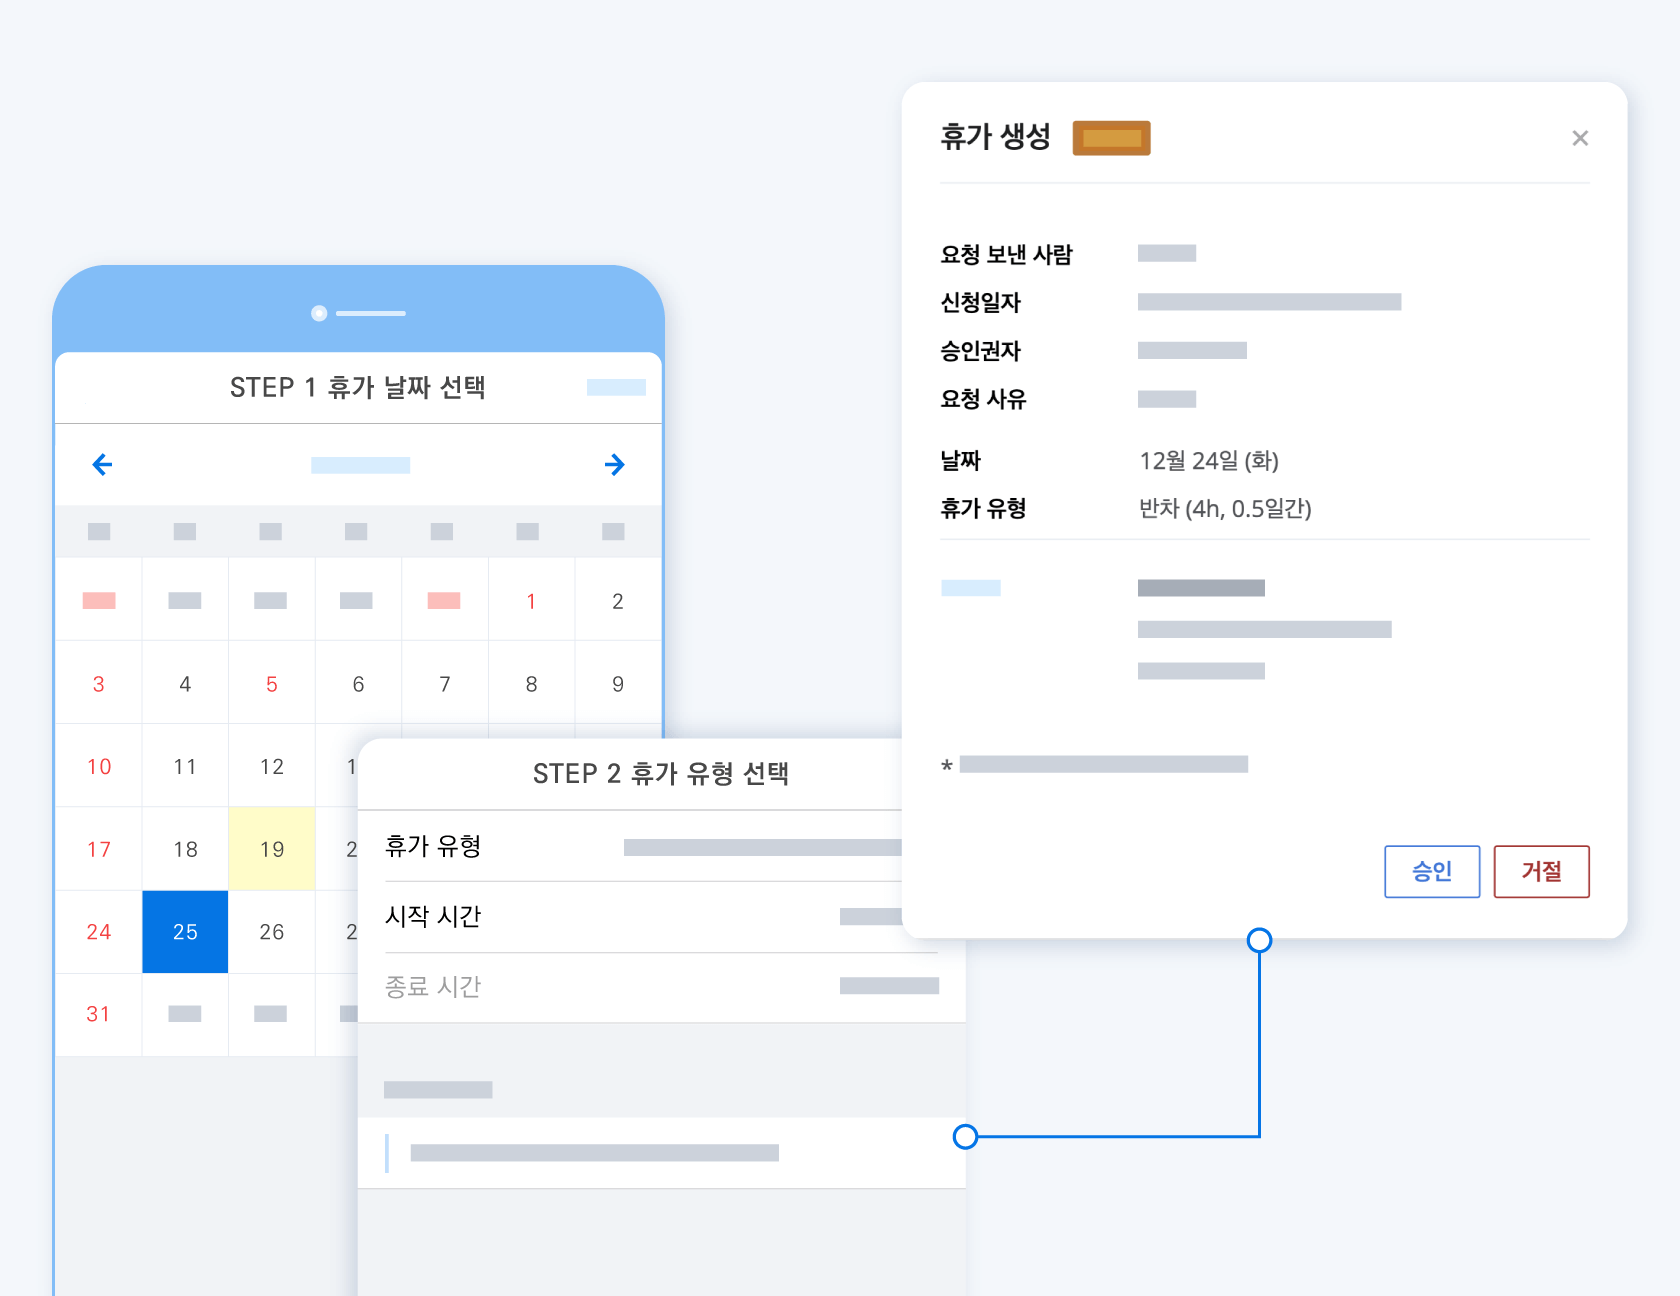 휴가 생성
×
요청 보낸 사람
신청일자
승인권자
요청 사유
날짜 12월 24일 (화)
휴가 유형 반차 (4h, 0.5일간)
*
승인 거절
STEP 1 휴가 날짜 선택
1 2
3 4 5 6 7 8 9
10 11 12 1
17 18 19 2
24 25 26 2
31
STEP 2 휴가 유형 선택
휴가 유형
시작 시간
종료 시간